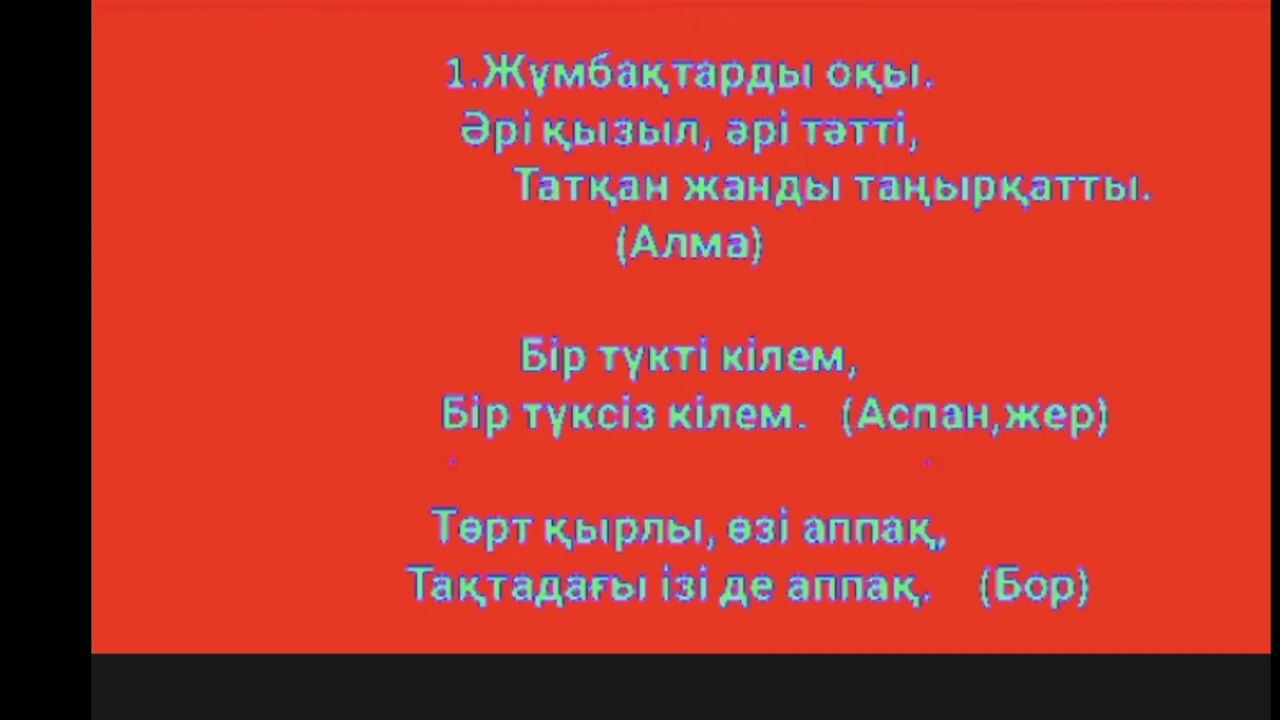 1.Жұмбақтарды оқы.
Әрі қызыл, әрі тәтті,
Татқан жанды таңырқатты.
(Алма)
Бір түкті кілем,
Бір түксіз кілем. (Аспан,жер)
Төрт қырлы, өзі аппақ,
Тақтадағы ізі де аппақ. (Бор)